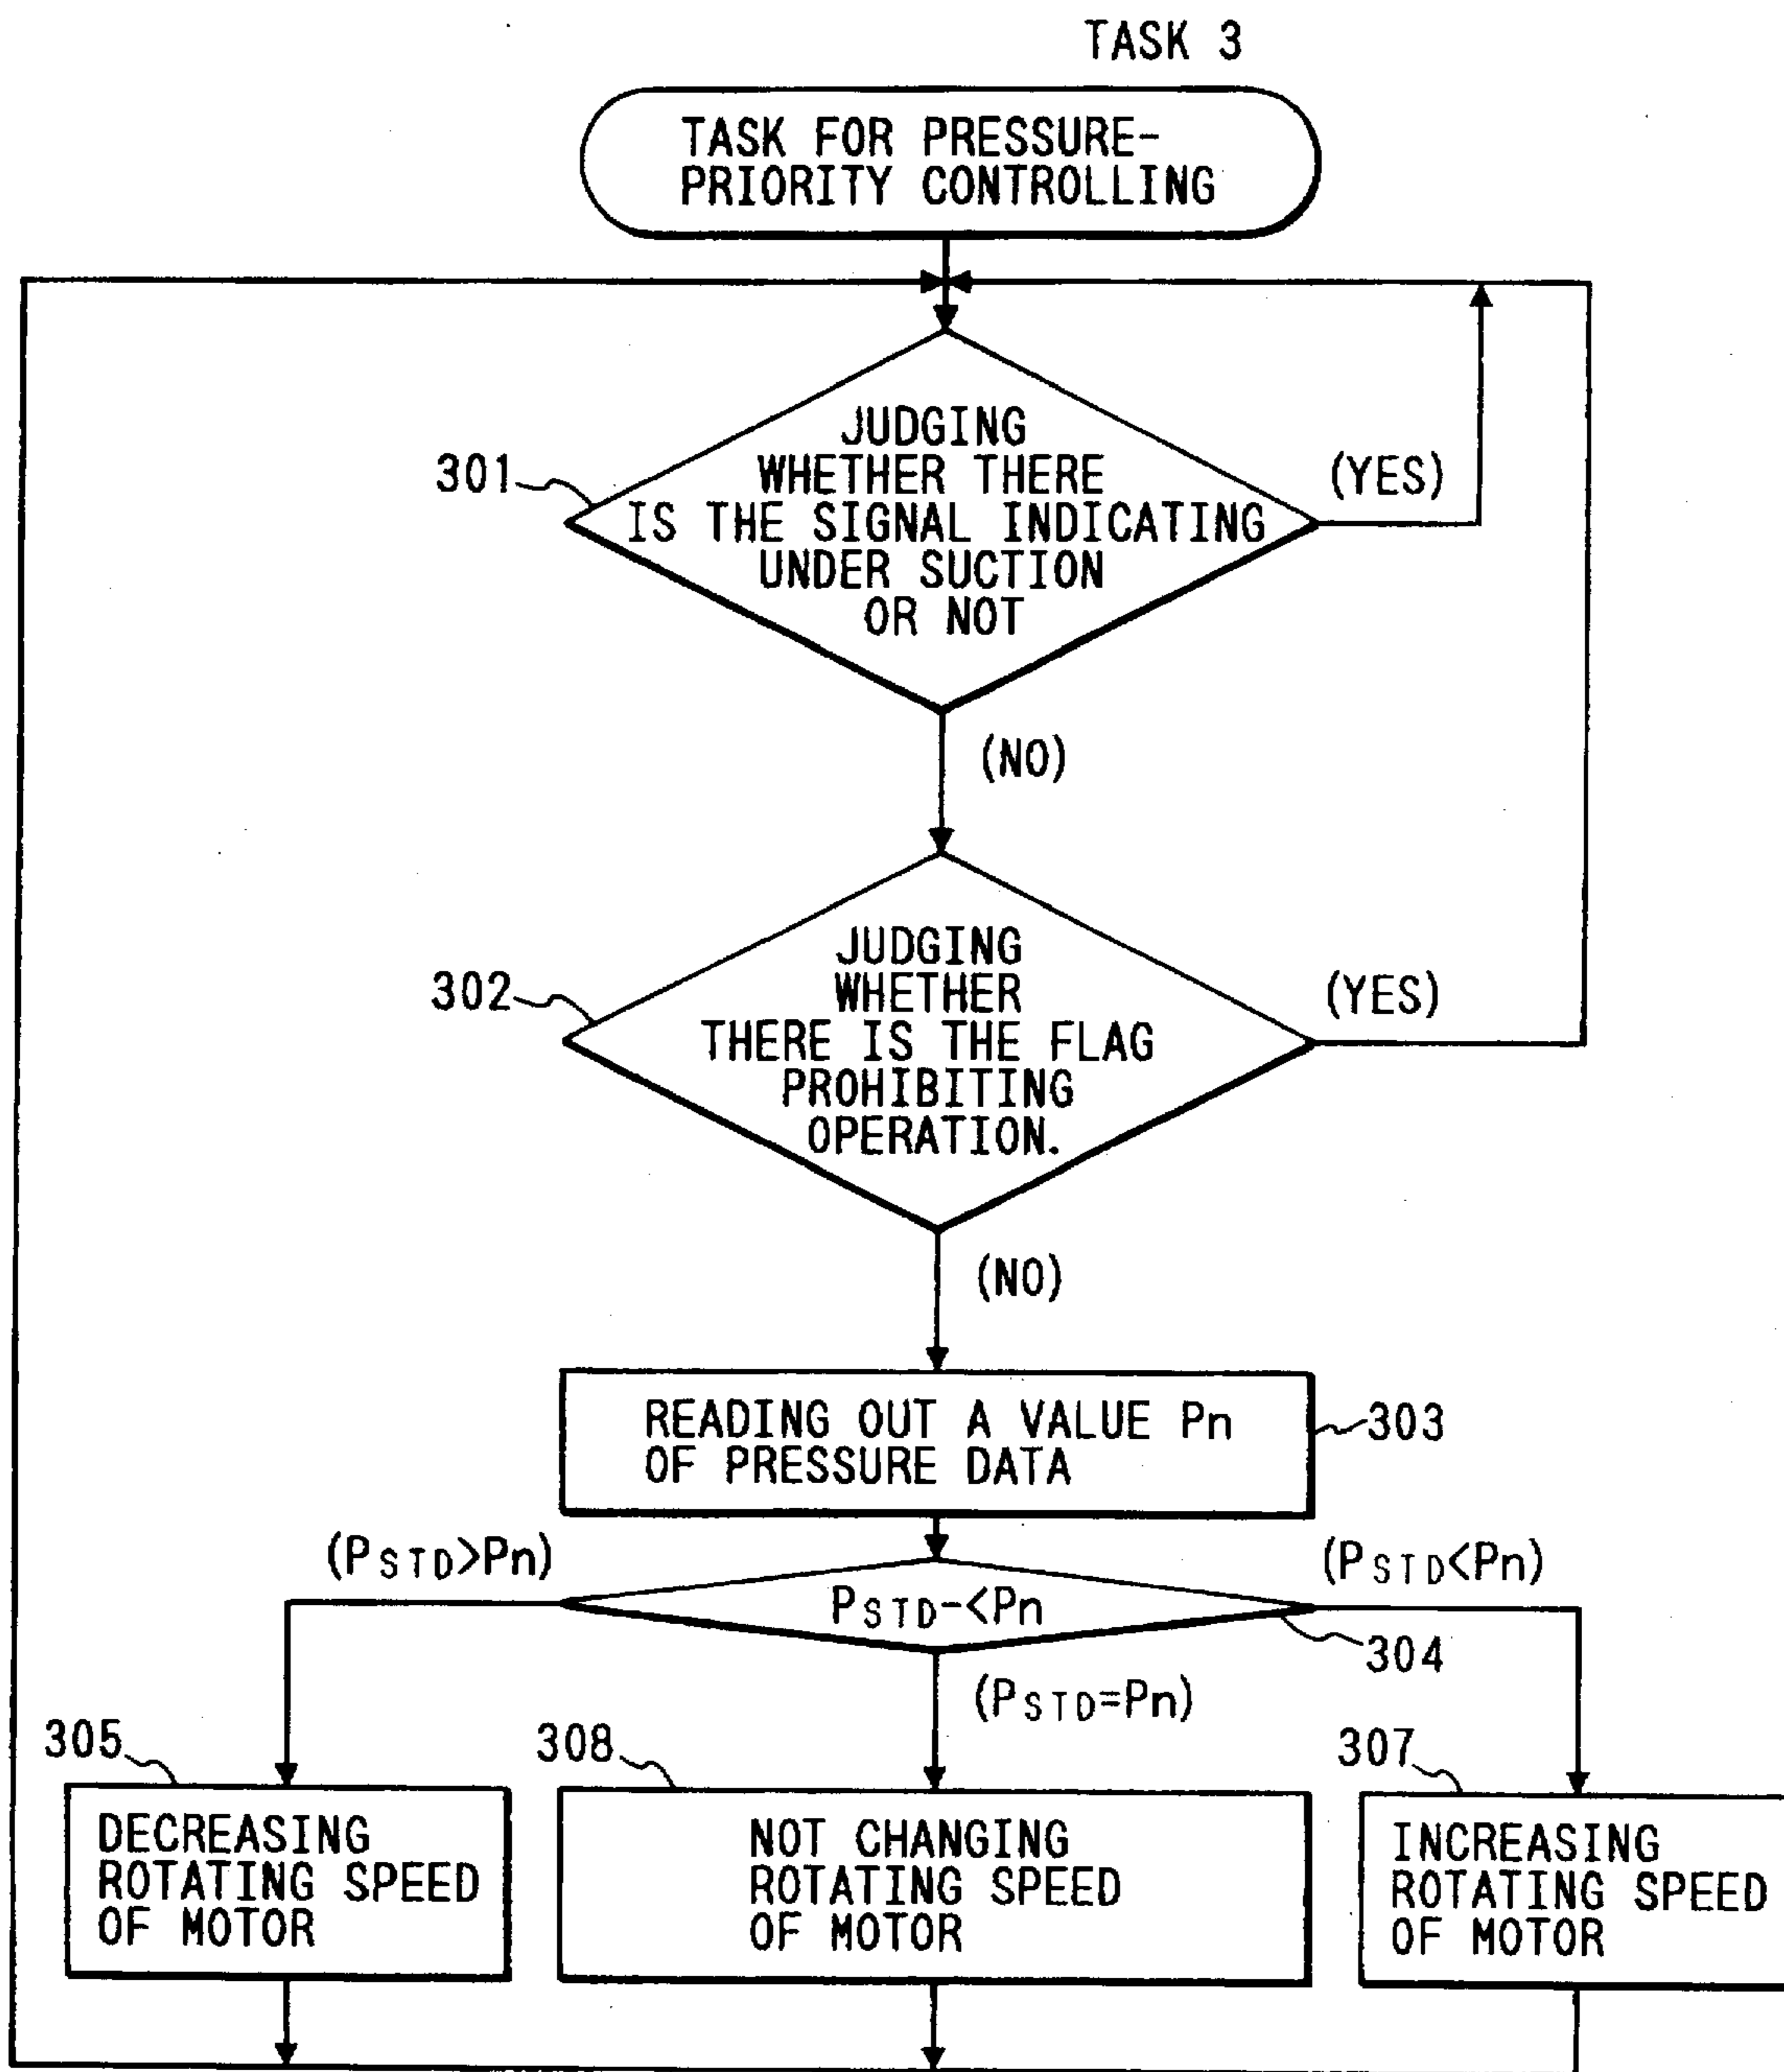 TASK 3
TASK FOR PRESSURE-
PRIORITY CONTROLLING
301
JUDGING
WHETHER THERE
IS THE SIGNAL INDICATING
UNDER SUCTION
OR NOT
(YES)
(NO)
302
JUDGING
WHETHER
THERE IS THE FLAG
PROHIBITING
OPERATION.
(YES)
(NO)
READING OUT A VALUE Pn
OF PRESSURE DATA
303
(PSTD>Pn)
PSTD-<Pn
(PSTD<Pn)
304
(PSTD=Pn)
305
DECREASING
ROTATING SPEED
OF MOTOR
308
NOT CHANGING
ROTATING SPEED
OF MOTOR
307
INCREASING
ROTATING SPEED
OF MOTOR